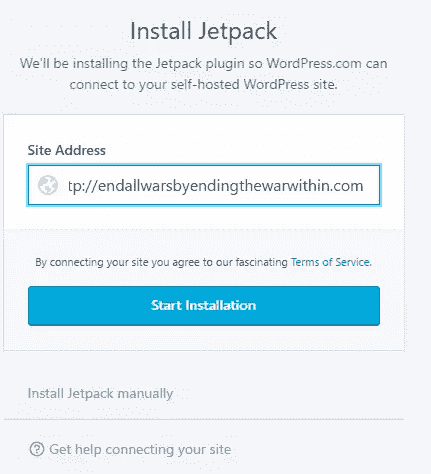 Install Jetpack
We'll be installing the Jetpack plugin so WordPress.com can
connect to your self-hosted WordPress site.
Site Address
tp://endallwarsbyendingthewarwithin.com
By connecting your site you agree to our fascinating Terms of Service.
Start Installation
Install Jetpack manually
Get help connecting your site